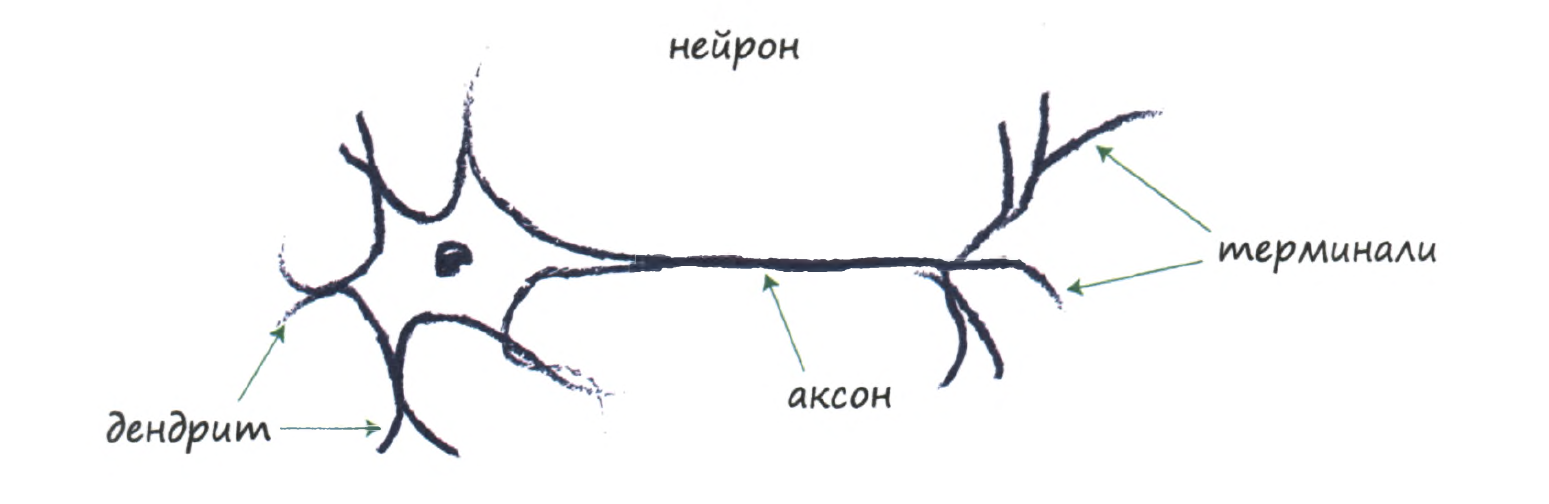 нейрон
терминали
аксон
дендрит